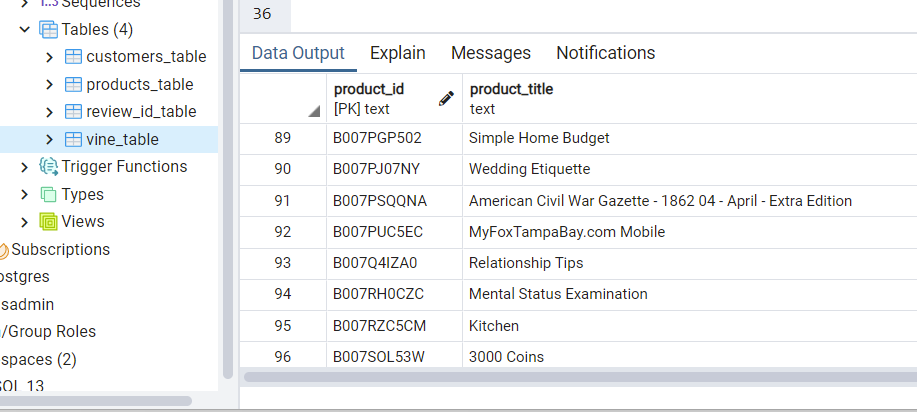 Sequences
Tables (4)
customers_table
products_table
review_id_table
vine_table
Trigger Functions
Types
Views
Subscriptions
ostgres
sadmin
/Group Roles
spaces (2)
SQL 13
36
Data Output Explain Messages Notifications
product_id product_title
[PK] text text
89 B007PGP502 Simple Home Budget
90 B007PJ07NY Wedding Etiquette
91 B007PSQQNA American Civil War Gazette - 1862 04 - April - Extra Edition
92 B007PUC5EC MyFoxTampaBay.com Mobile
93 B007Q4IZA0 Relationship Tips
94 B007RH0CZC Mental Status Examination
95 B007RZC5CM Kitchen
96 B007SOL53W 3000 Coins